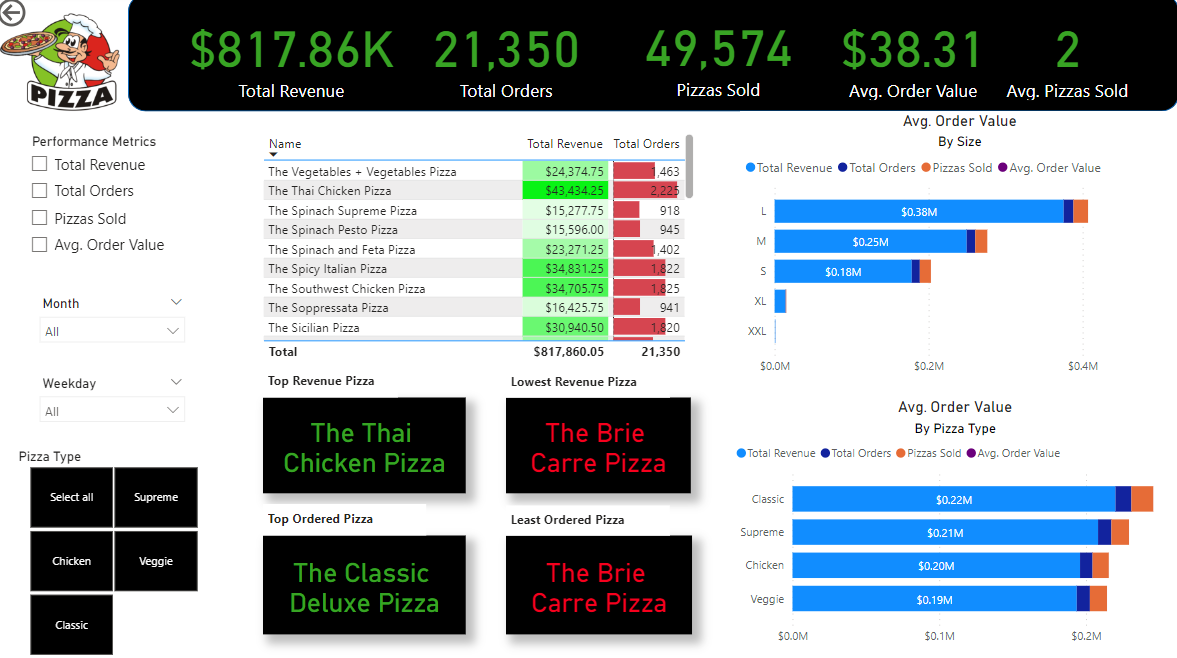 $817.86K
21,350
49,574
$38.31
2
PIZZA
Total Revenue
Total Orders
Pizzas Sold
Avg. Order Value
Avg. Pizzas Sold
Performance Metrics
Total Revenue
Total Orders
Pizzas Sold
Avg. Order Value
Month
All
Weekday
All
Pizza Type
Select all
Supreme
Chicken
Veggie
Classic
Name Total Revenue Total Orders
The Vegetables + Vegetables Pizza $24,374.75 1,463
The Thai Chicken Pizza $43,434.25 2,225
The Spinach Supreme Pizza $15,277.75 918
The Spinach Pesto Pizza $15,596.00 945
The Spinach and Feta Pizza $23,271.25 1,402
The Spicy Italian Pizza $34,831.25 1,822
The Southwest Chicken Pizza $34,705.75 1,825
The Soppressata Pizza $16,425.75 941
The Sicilian Pizza $30,940.50 1,820
Total $817,860.05 21,350
Top Revenue Pizza
The Thai
Chicken Pizza
Lowest Revenue Pizza
The Brie
Carre Pizza
Top Ordered Pizza
The Classic
Deluxe Pizza
Least Ordered Pizza
The Brie
Carre Pizza
Avg. Order Value
By Size
Total Revenue Total Orders Pizzas Sold Avg. Order Value
L $0.38M
M $0.25M
S $0.18M
XL
XXL
$0.0M $0.2M $0.4M
Avg. Order Value
By Pizza Type
Total Revenue Total Orders Pizzas Sold Avg. Order Value
Classic $0.22M
Supreme $0.21M
Chicken $0.20M
Veggie $0.19M
$0.0M $0.1M $0.2M